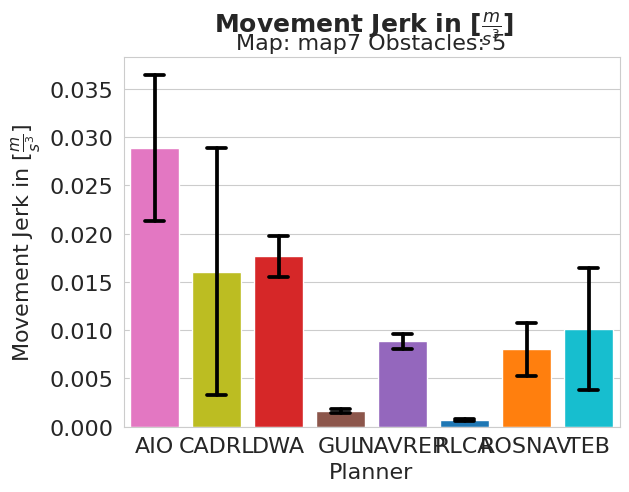 Movement Jerk in [m/s³]
Map: map7 Obstacles: 5
Movement Jerk in [m/s³]
0.035
0.030
0.025
0.020
0.015
0.010
0.005
0.000
AIO CADRL DWA GUL NAVREP RLCA ROSNAV TEB
Planner